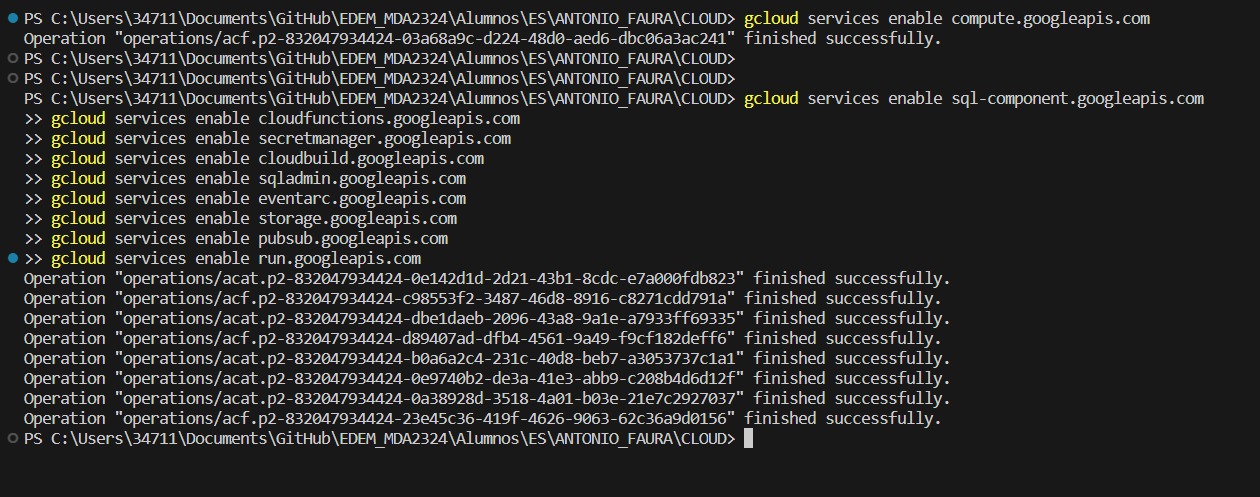 PS C:\Users\34711\Documents\GitHub\EDEM_MDA2324\Alumnos\ES\ANTONIO_FAURA\CLOUD> gcloud services enable compute.googleapis.com
Operation "operations/acf.p2-832047934424-03a68a9c-d224-48d0-aed6-dbc06a3ac241" finished successfully.
PS C:\Users\34711\Documents\GitHub\EDEM_MDA2324\Alumnos\ES\ANTONIO_FAURA\CLOUD>
PS C:\Users\34711\Documents\GitHub\EDEM_MDA2324\Alumnos\ES\ANTONIO_FAURA\CLOUD>
PS C:\Users\34711\Documents\GitHub\EDEM_MDA2324\Alumnos\ES\ANTONIO_FAURA\CLOUD> gcloud services enable sql-component.googleapis.com
>> gcloud services enable cloudfunctions.googleapis.com
>> gcloud services enable secretmanager.googleapis.com
>> gcloud services enable cloudbuild.googleapis.com
>> gcloud services enable sqladmin.googleapis.com
>> gcloud services enable eventarc.googleapis.com
>> gcloud services enable storage.googleapis.com
>> gcloud services enable pubsub.googleapis.com
>> gcloud services enable run.googleapis.com
Operation "operations/acat.p2-832047934424-0e142d1d-2d21-43b1-8cdc-e7a000fdb823" finished successfully.
Operation "operations/acf.p2-832047934424-c98553f2-3487-46d8-8916-c8271cdd791a" finished successfully.
Operation "operations/acat.p2-832047934424-dbe1daeb-2096-43a8-9a1e-a7933ff69335" finished successfully.
Operation "operations/acf.p2-832047934424-d89407ad-dfb4-4561-9a49-f9cf182deff6" finished successfully.
Operation "operations/acat.p2-832047934424-b0a6a2c4-231c-40d8-beb7-a3053737c1a1" finished successfully.
Operation "operations/acat.p2-832047934424-0e9740b2-de3a-41e3-abb9-c208b4d6d12f" finished successfully.
Operation "operations/acat.p2-832047934424-0a38928d-3518-4a01-b03e-21e7c2927037" finished successfully.
Operation "operations/acf.p2-832047934424-23e45c36-419f-4626-9063-62c36a9d0156" finished successfully.
PS C:\Users\34711\Documents\GitHub\EDEM_MDA2324\Alumnos\ES\ANTONIO_FAURA\CLOUD>